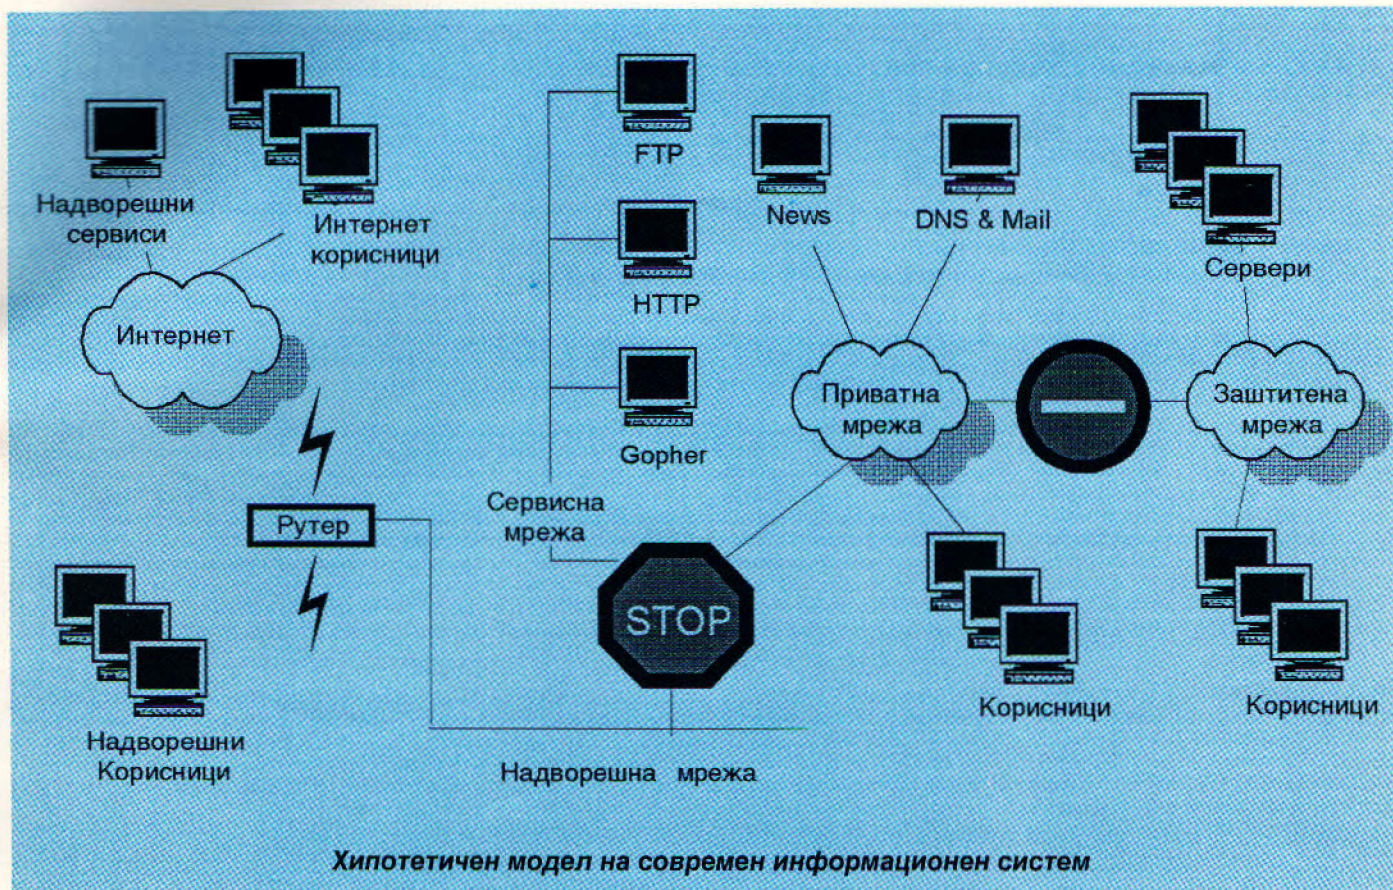 Надворешни
сервиси
Интернет
корисници
Интернет
Рутер
Надворешни
Корисници
FTP
HTTP
Gopher
Сервисна
мрежа
STOP
Надворешна мрежа
News
DNS & Mail
Приватна
мрежа
Корисници
Сервери
Заштитена
мрежа
Корисници
Хипотетичен модел на современ информационен систем